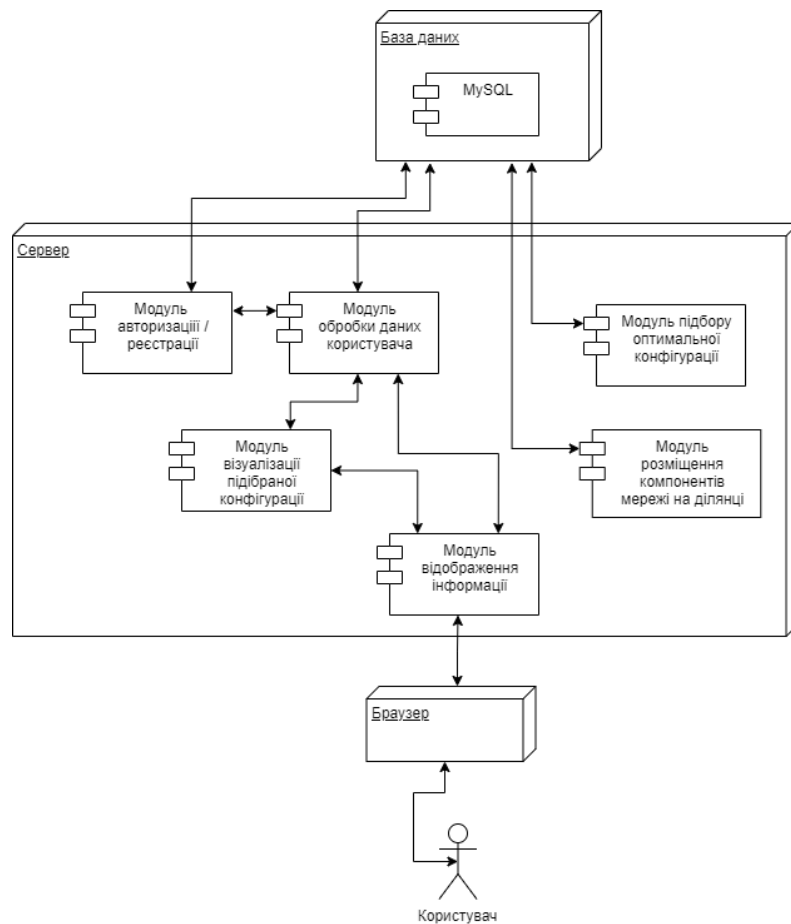 База даних
MySQL
Сервер
Модуль
авторизаціїї /
реєстрації
Модуль
обробки даних
користувача
Модуль підбору
оптимальної
конфігурації
Модуль
візуалізації
підібраної
конфігурації
Модуль
розміщення
компонентів
мережі на ділянці
Модуль
відображення
інформації
Браузер
Користувач